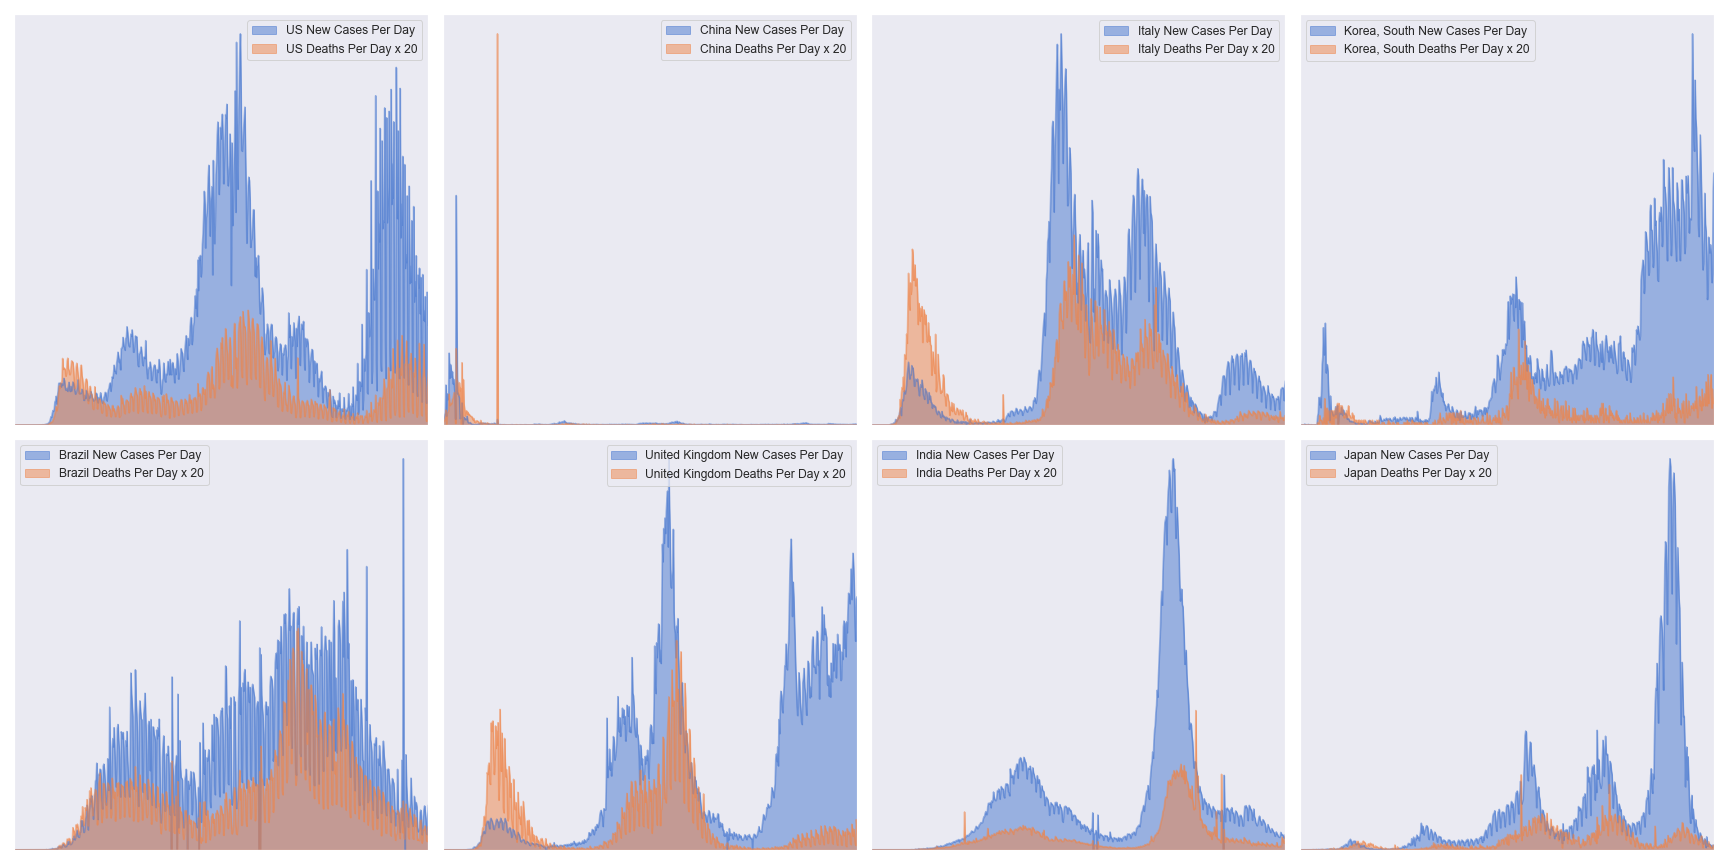 US New Cases Per Day
US Deaths Per Day x 20
China New Cases Per Day
China Deaths Per Day x 20
Italy New Cases Per Day
Italy Deaths Per Day x 20
Korea, South New Cases Per Day
Korea, South Deaths Per Day x 20
Brazil New Cases Per Day
Brazil Deaths Per Day x 20
United Kingdom New Cases Per Day
United Kingdom Deaths Per Day x 20
India New Cases Per Day
India Deaths Per Day x 20
Japan New Cases Per Day
Japan Deaths Per Day x 20